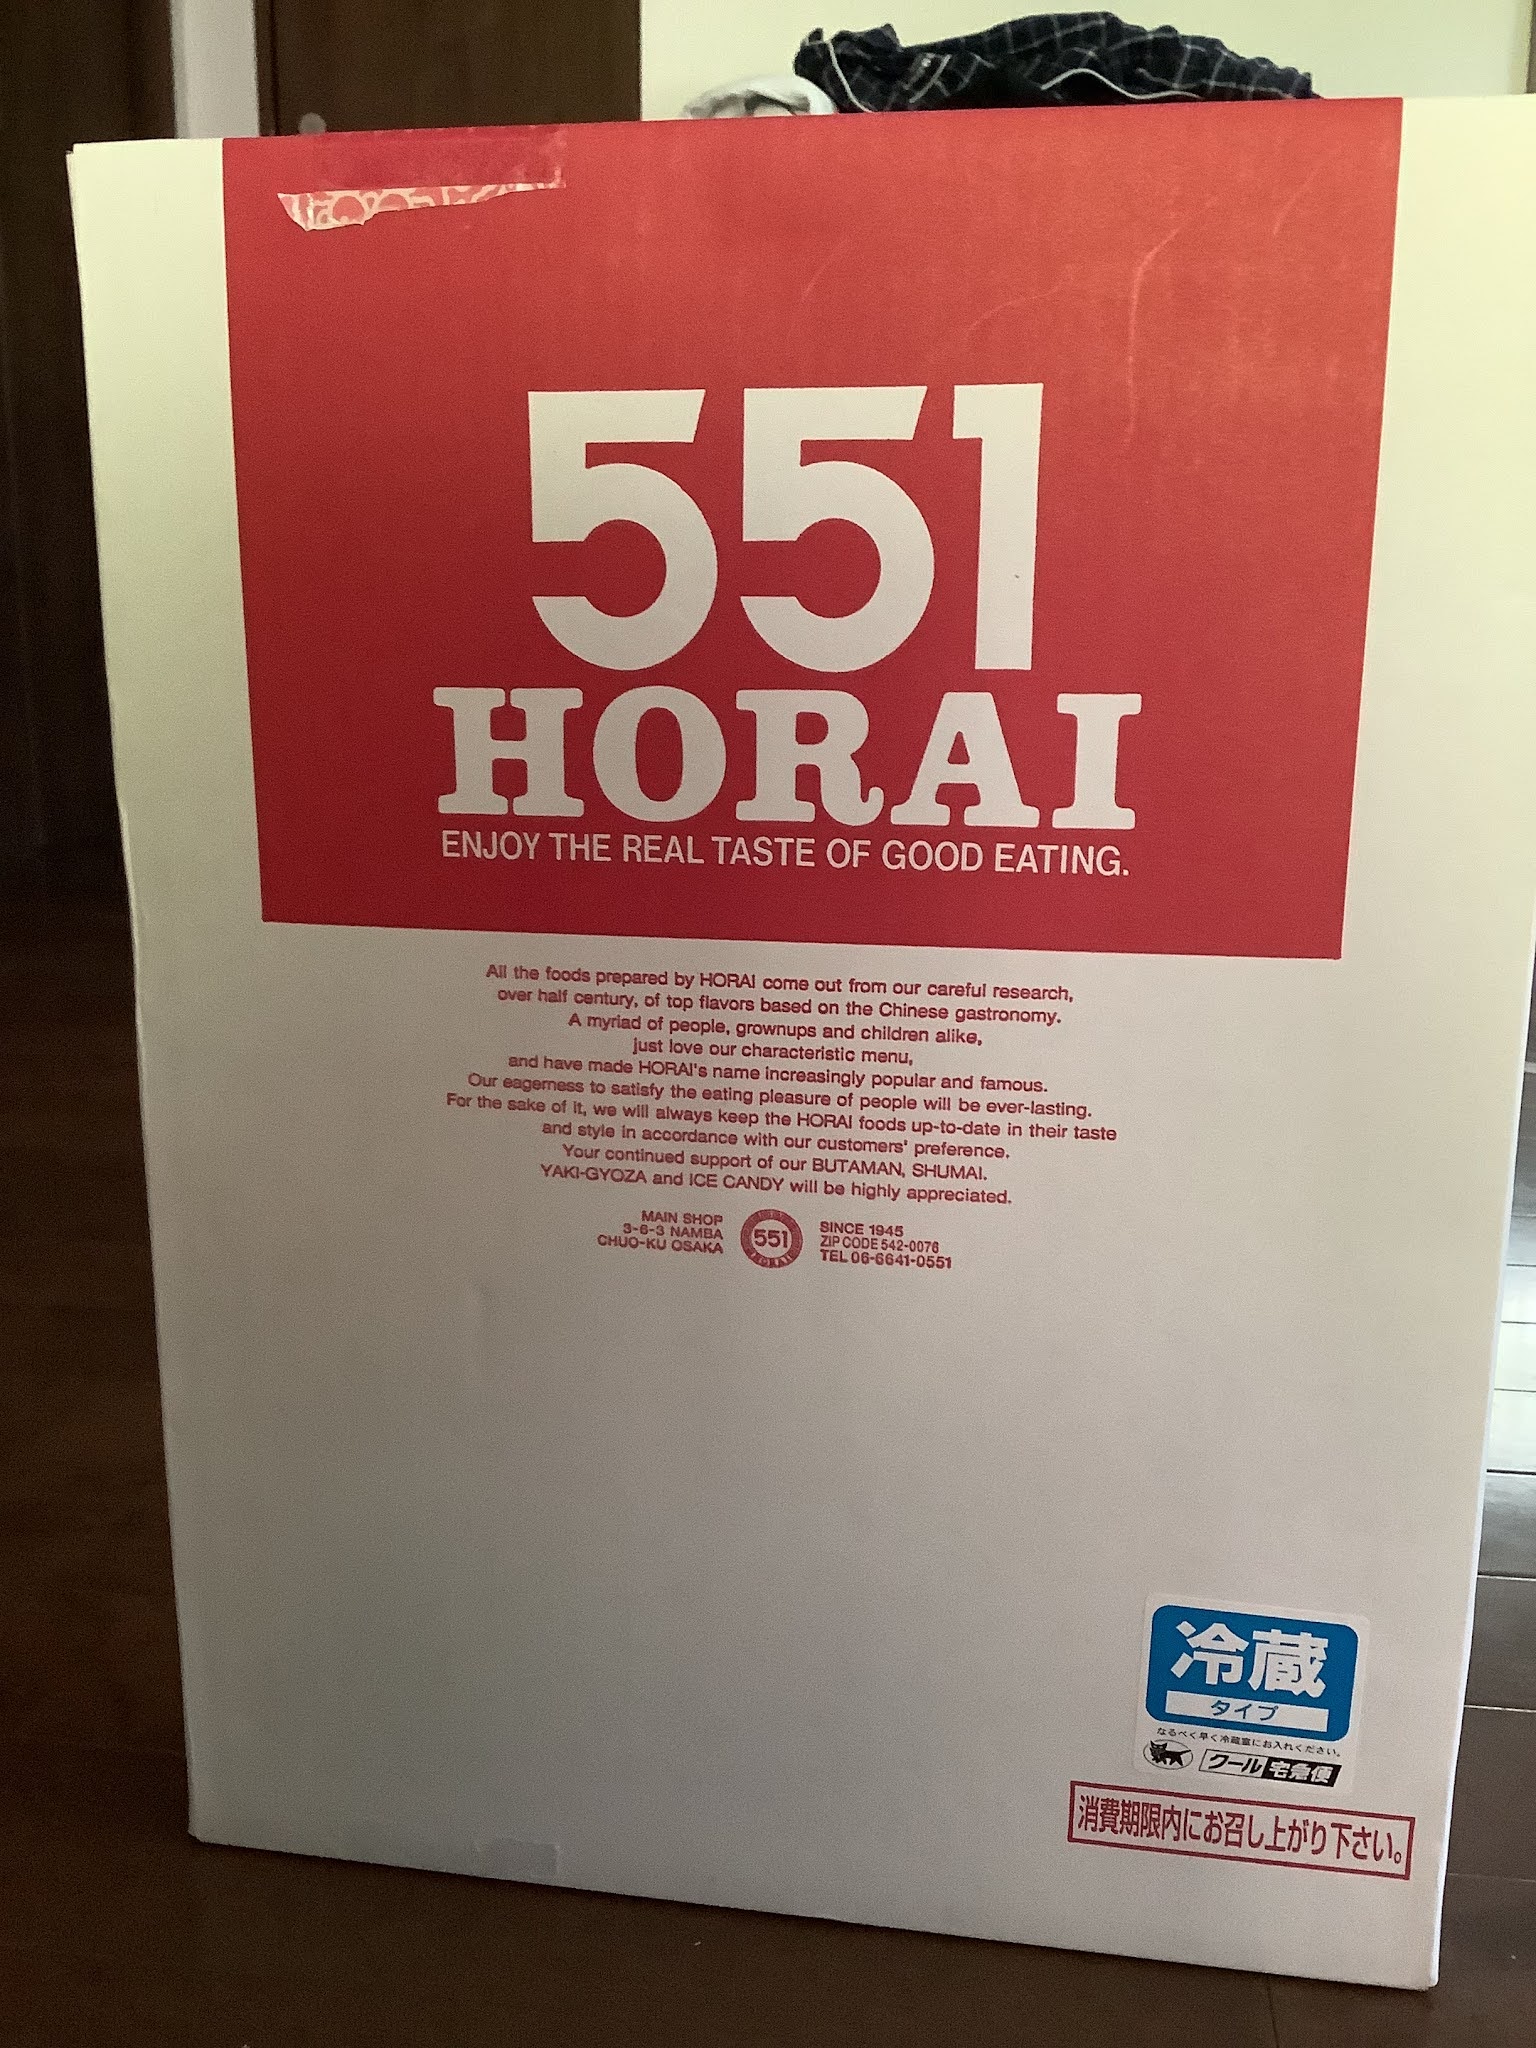 551
HORAI
ENJOY THE REAL TASTE OF GOOD EATING.
All the foods prepared by HORAI come out from our careful research,
over half century, of top flavors based on the Chinese gastronomy.
A myriad of people, grownups and children alike,
just love our characteristic menu,
and have made HORAI's name increasingly popular and famous.
Our eagerness to satisfy the eating pleasure of people will be ever-lasting.
For the sake of it, we will always keep the HORAI foods up-to-date in their taste
and style in accordance with our customers' preference.
Your continued support of our BUTAMAN, SHUMAI.
YAKI-GYOZA and ICE CANDY will be highly appreciated.
MAIN SHOP
3-6-3 NAMBA
CHUO-KU OSAKA
551
HORAI
SINCE 1945
ZIP CODE 542-0076
TEL 06-6641-0551
冷蔵
タイプ
なるべく早く冷蔵室にお入れください。
クール宅急便
消費期限内にお召し上がり下さい。